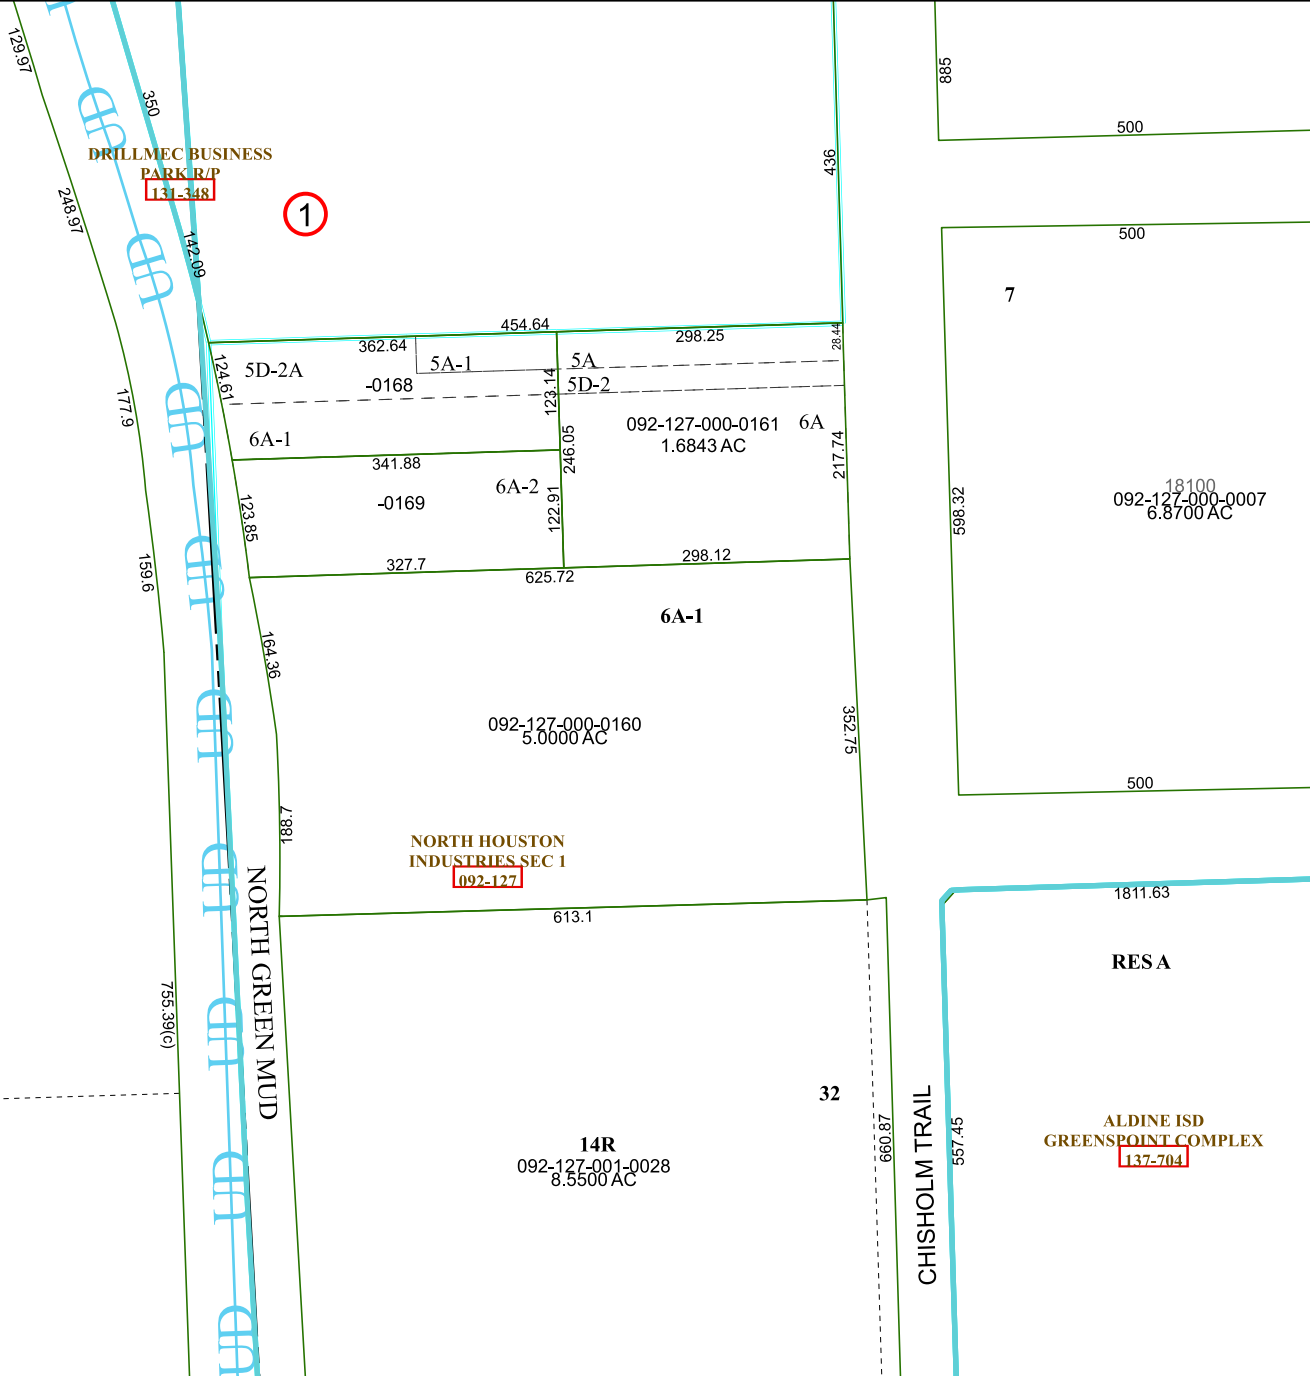 129.97
350
885
500
436
DRILLMEC BUSINESS
PARK R/P
131-348
1
248.97
142.09
500
7
454.64
362.64
298.25
28.44
124.61
5D-2A
5A-1
5A
-0168
5D-2
123.14
177.9
092-127-000-0161
1.6843 AC
6A
6A-1
246.05
217.74
341.88
6A-2
18100
092-127-000-0007
6.8700 AC
-0169
122.91
123.85
598.32
327.7
298.12
625.72
159.6
6A-1
164.36
092-127-000-0160
5.0000 AC
352.75
500
188.7
NORTH HOUSTON
INDUSTRIES SEC 1
092-127
1811.63
613.1
NORTH GREEN MUD
RES A
755.39(c)
32
14R
092-127-001-0028
8.5500 AC
660.87
CHISHOLM TRAIL
557.45
ALDINE ISD
GREENSPOINT COMPLEX
137-704